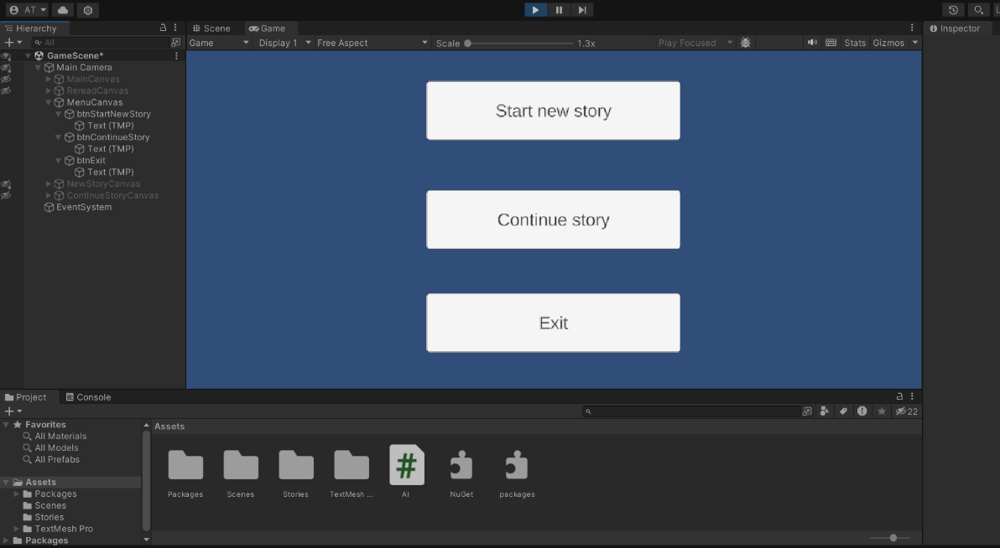 AT
Hierarchy
All
GameScene*
Main Camera
MainCanvas
RereadCanvas
MenuCanvas
btnStartNewStory
Text (TMP)
btnContinueStory
Text (TMP)
btnExit
Text (TMP)
NewStoryCanvas
ContinueStoryCanvas
EventSystem
Scene Game
Game Display 1 Free Aspect Scale 1.3x Play Focused Stats Gizmos
Start new story
Continue story
Exit
Inspector
Project Console
22
Favorites
All Materials
All Models
All Prefabs
Assets
Packages
Scenes
Stories
TextMesh Pro
Packages
Assets
#
Packages Scenes Stories TextMesh ... AI NuGet packages